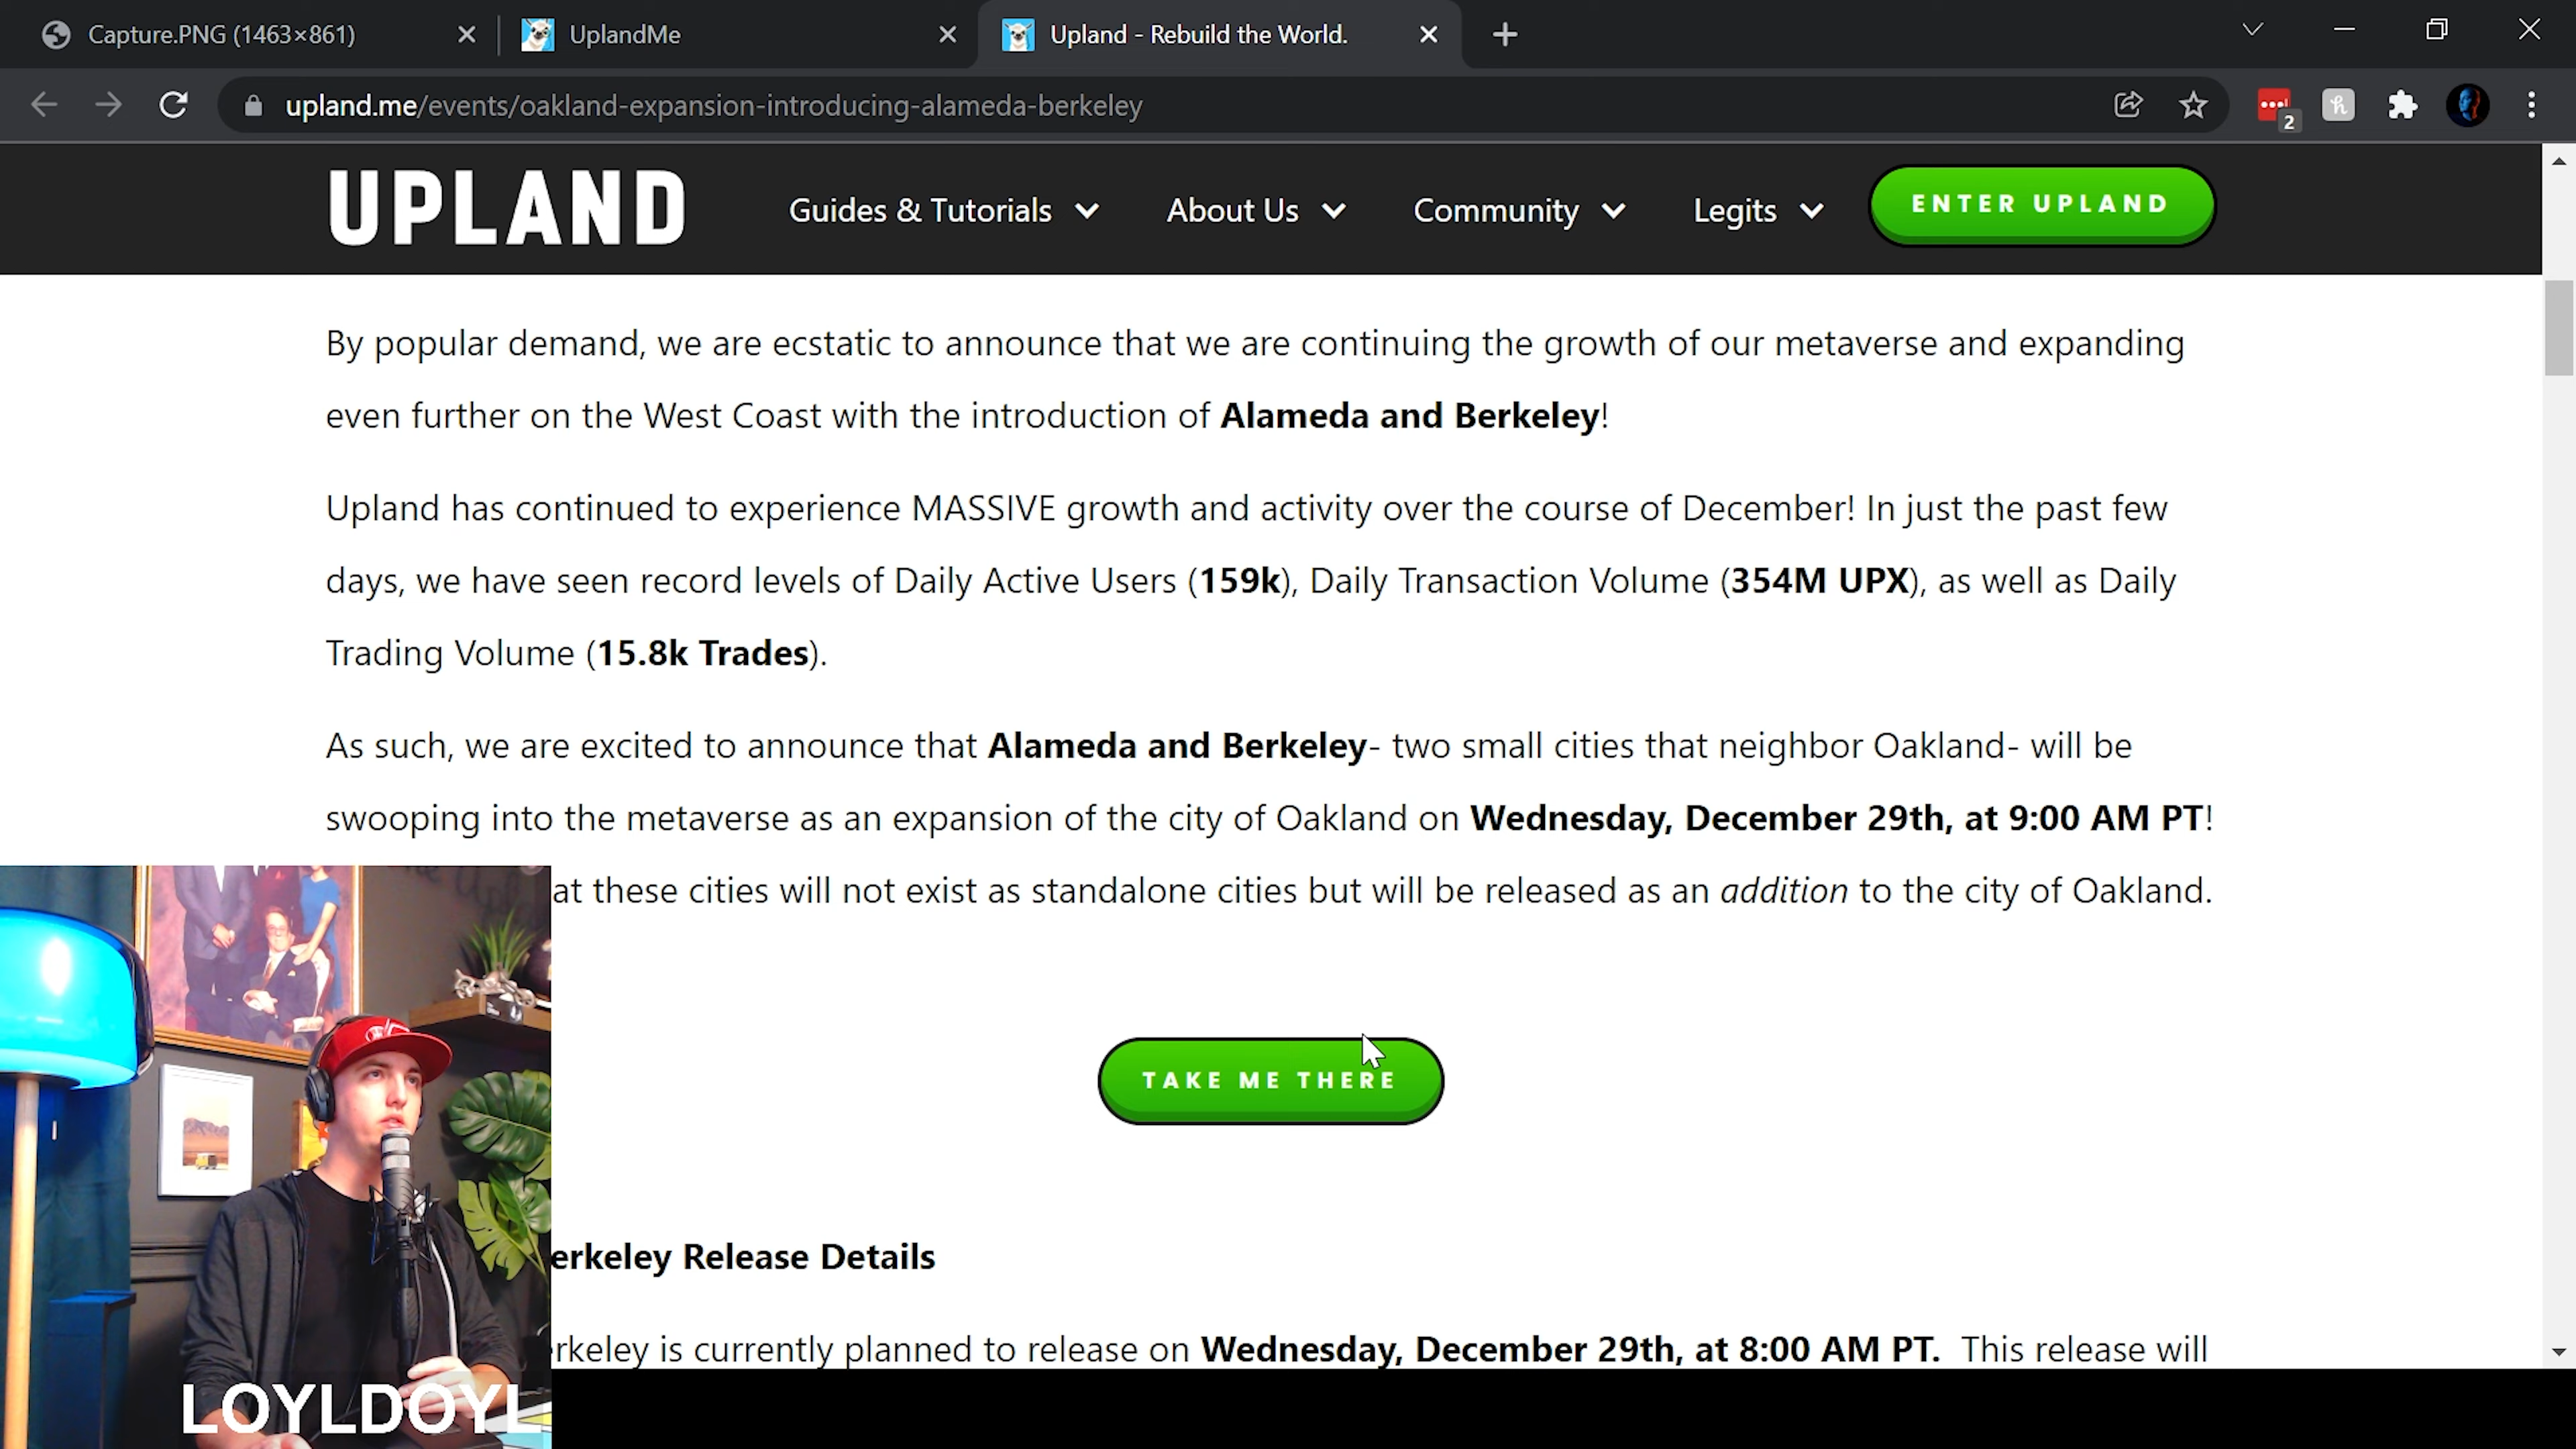 Capture.PNG (1463×861)
UplandMe
Upland - Rebuild the World.
upland.me/events/oakland-expansion-introducing-alameda-berkeley
2
UPLAND
Guides & Tutorials
About Us
Community
Legits
ENTER UPLAND
By popular demand, we are ecstatic to announce that we are continuing the growth of our metaverse and expanding
even further on the West Coast with the introduction of Alameda and Berkeley!
Upland has continued to experience MASSIVE growth and activity over the course of December! In just the past few
days, we have seen record levels of Daily Active Users (159k), Daily Transaction Volume (354M UPX), as well as Daily
Trading Volume (15.8k Trades).
As such, we are excited to announce that Alameda and Berkeley- two small cities that neighbor Oakland- will be
swooping into the metaverse as an expansion of the city of Oakland on Wednesday, December 29th, at 9:00 AM PT!
at these cities will not exist as standalone cities but will be released as an addition to the city of Oakland.
TAKE ME THERE
erkeley Release Details
rkeley is currently planned to release on Wednesday, December 29th, at 8:00 AM PT. This release will
LOYLDOYL